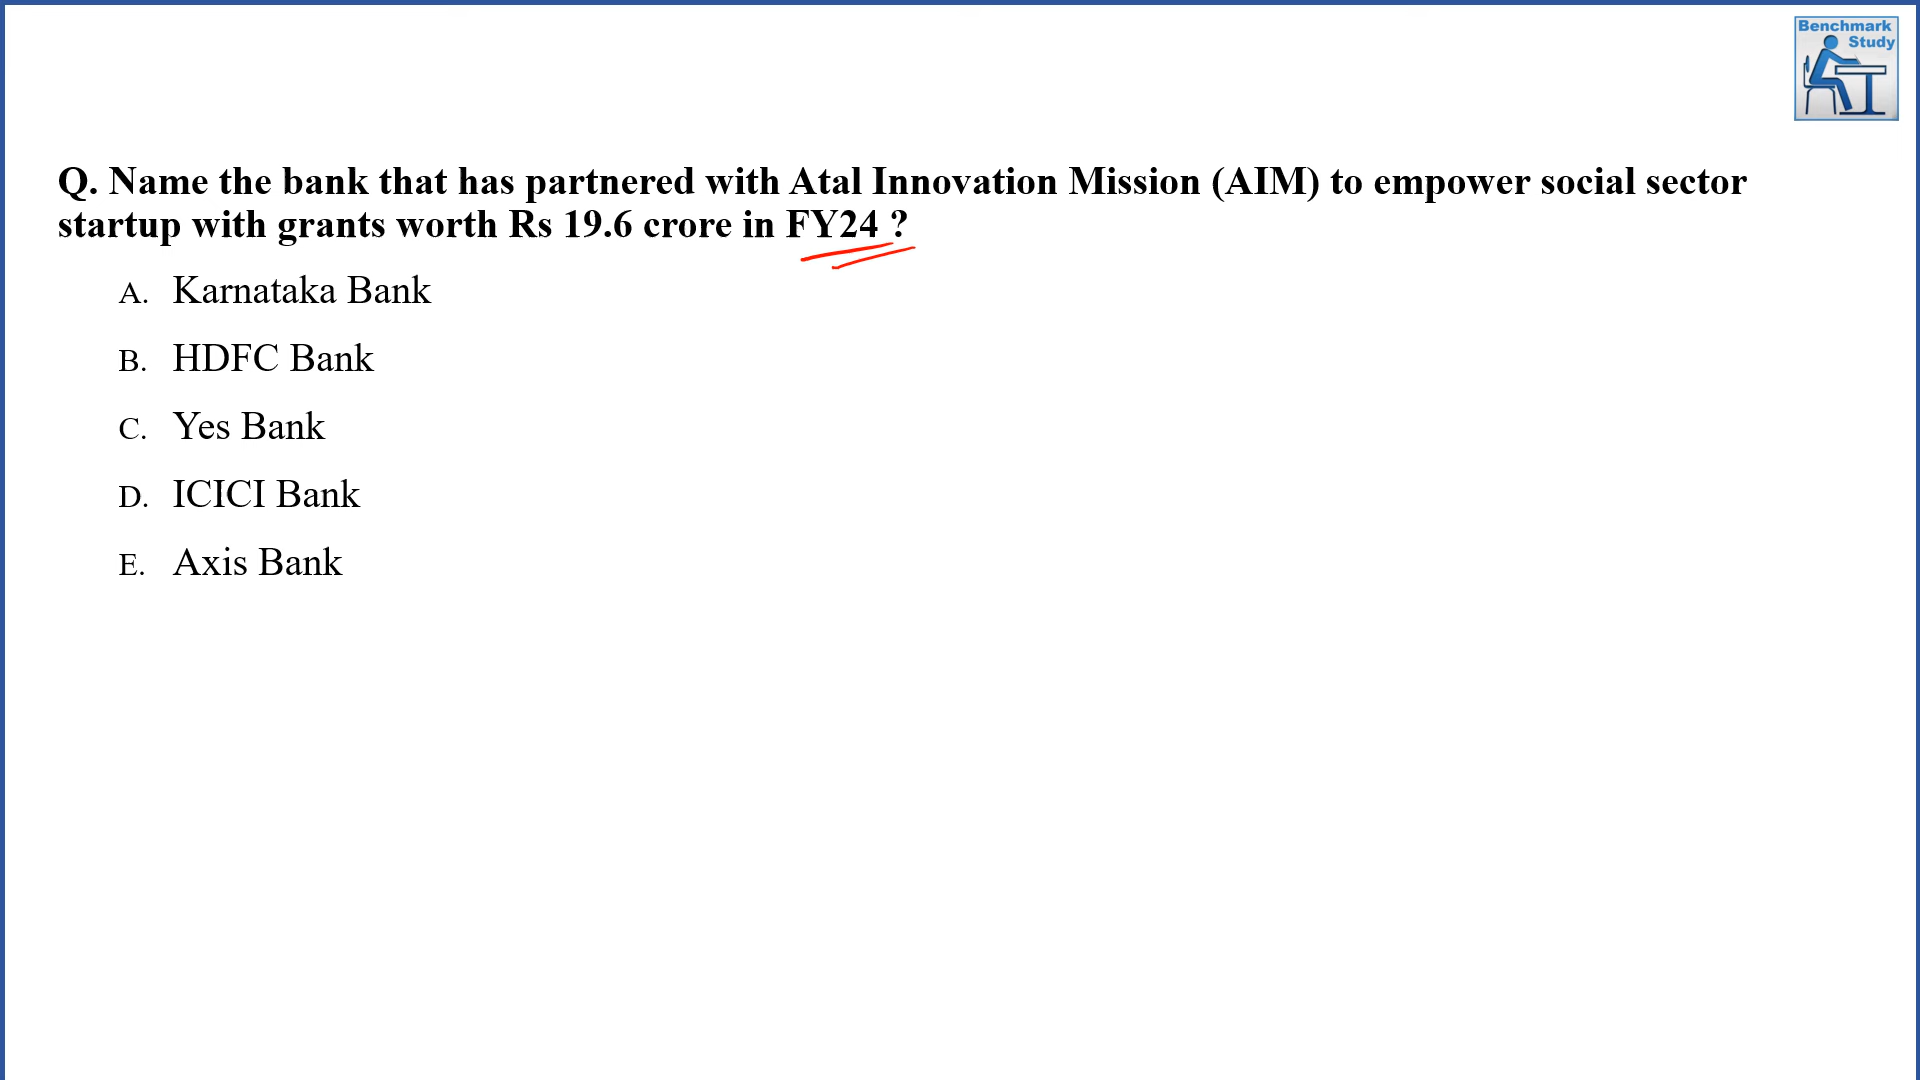 Benchmark
Study
Q. Name the bank that has partnered with Atal Innovation Mission (AIM) to empower social sector
startup with grants worth Rs 19.6 crore in FY24 ?
A. Karnataka Bank
B. HDFC Bank
C. Yes Bank
D. ICICI Bank
E. Axis Bank